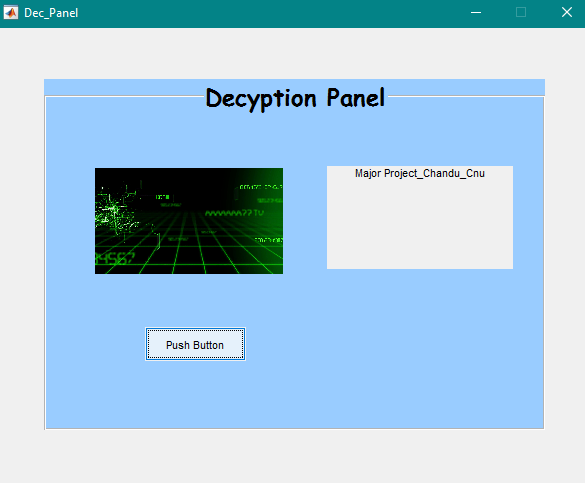 Dec_Panel
Decyption Panel
Major Project_Chandu_Cnu
Push Button